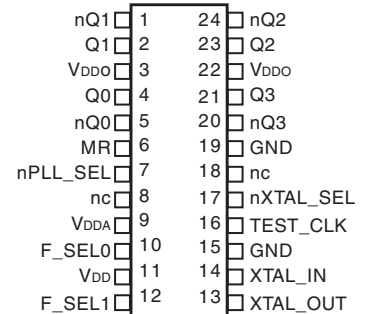 nQ1 1 24 nQ2
Q1 2 23 Q2
VDDO 3 22 VDDO
Q0 4 21 Q3
nQ0 5 20 nQ3
MR 6 19 GND
nPLL_SEL 7 18 nc
nc 8 17 nXTAL_SEL
VDDA 9 16 TEST_CLK
F_SEL0 10 15 GND
VDD 11 14 XTAL_IN
F_SEL1 12 13 XTAL_OUT